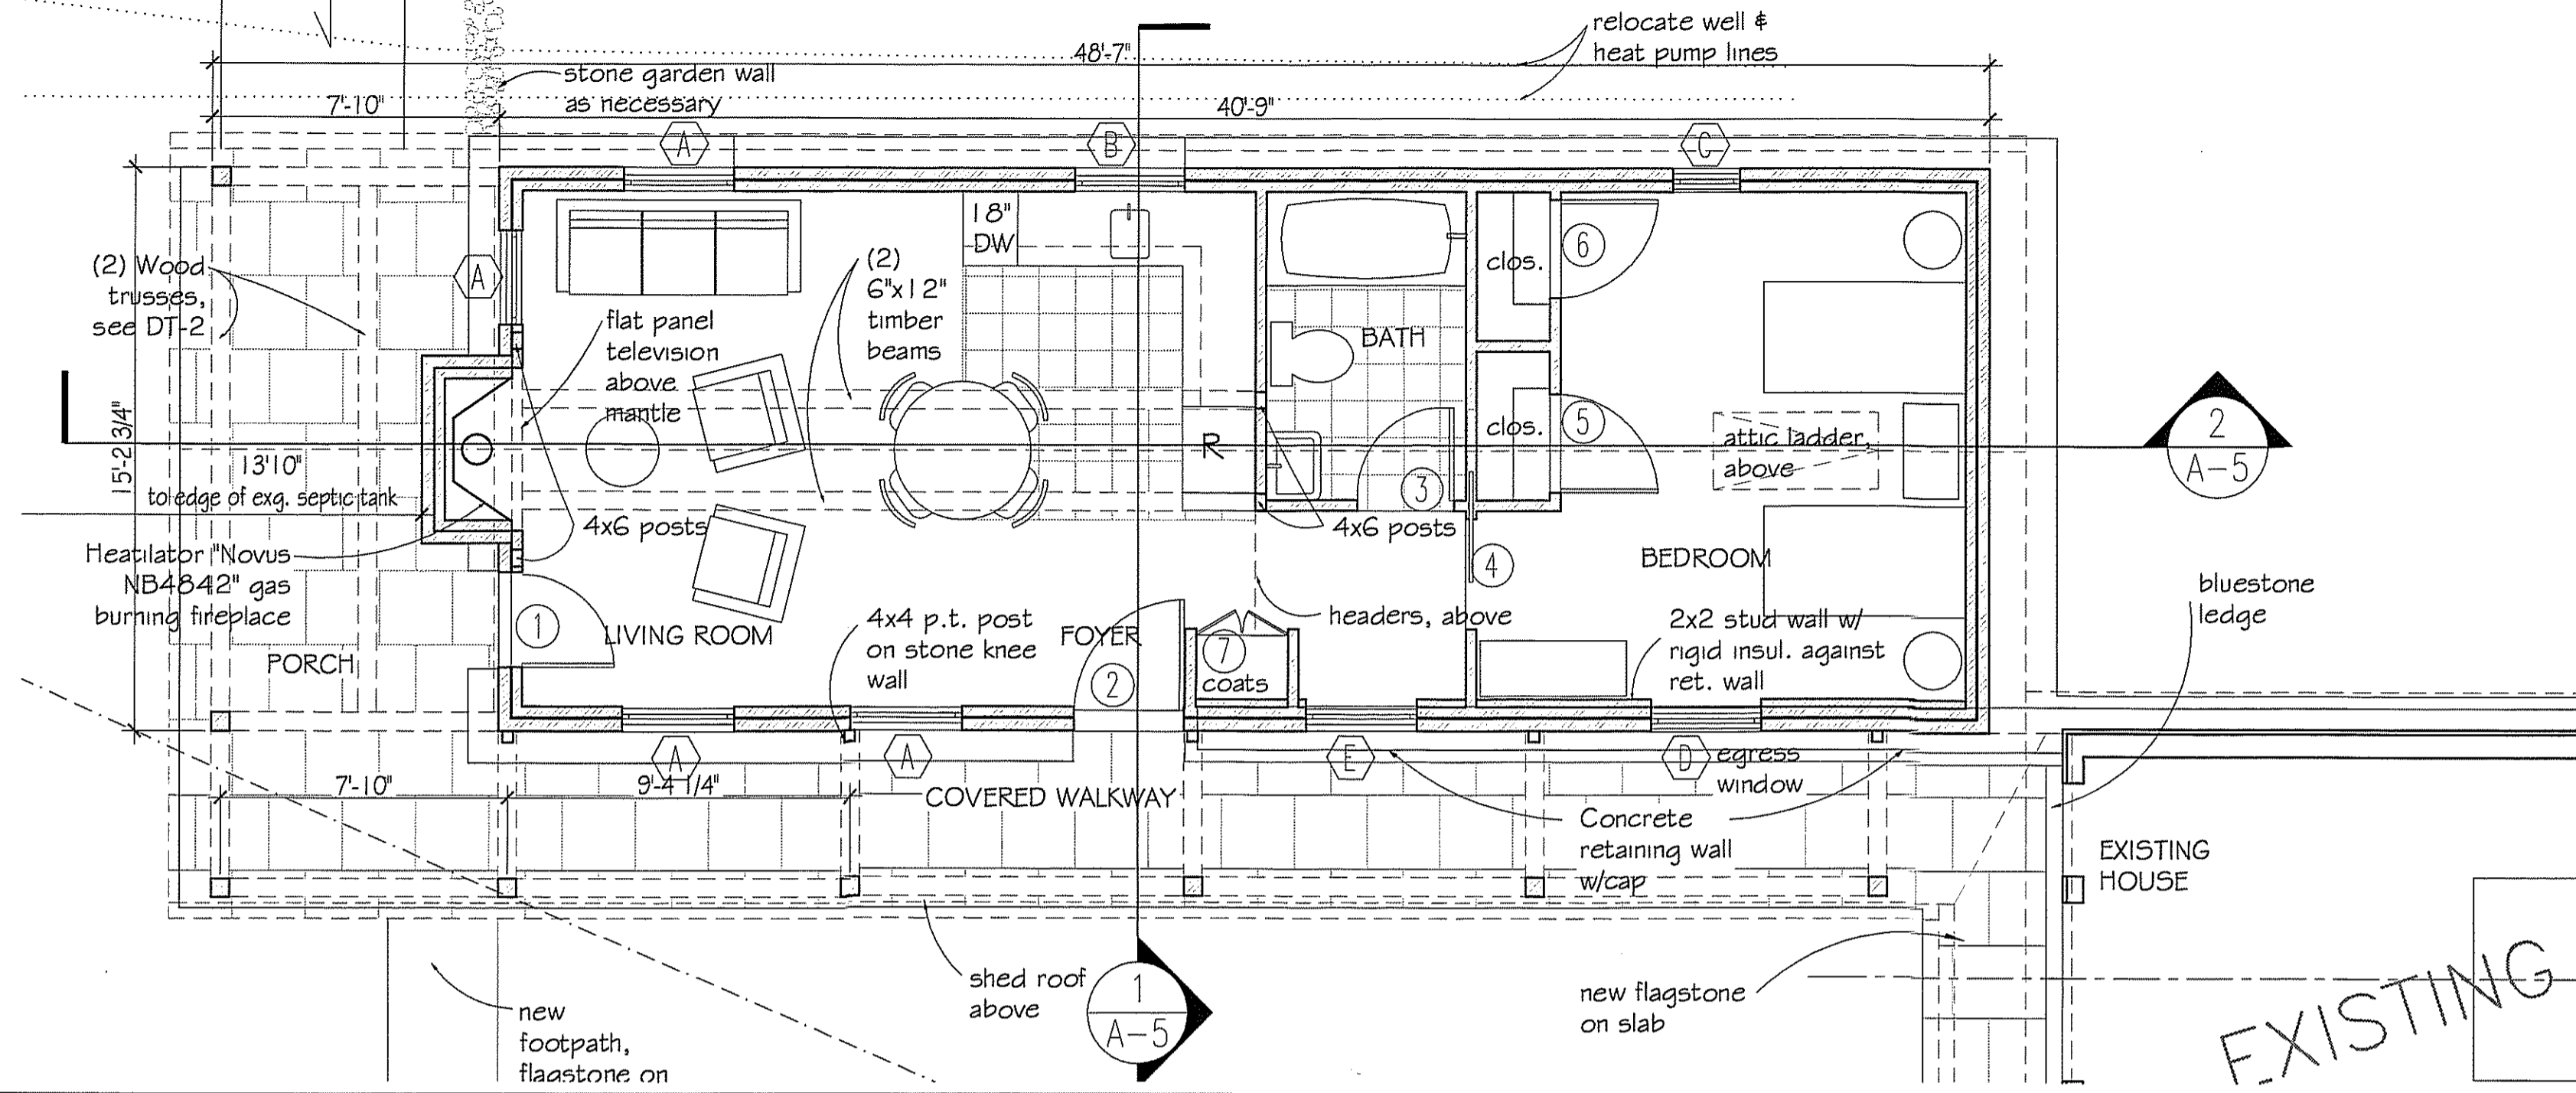 relocate well &
heat pump lines
48'-7"
stone garden wall
as necessary
7'-10"
40'-9"
A
B
C
18"
DW
(2) Wood
trusses,
see DT-2
A
(2)
6"x12"
timber
beams
flat panel
television
above
mantle
clos.
6
BATH
clos.
5
attic ladder,
above
2
A-5
15'-2 3/4"
13'10"
to edge of exg. septic tank
R
3
4x6 posts
4x6 posts
Heatilator "Novus
NB4842" gas
burning fireplace
4
BEDROOM
bluestone
ledge
1
LIVING ROOM
PORCH
4x4 p.t. post
on stone knee
wall
FOYER
2
headers, above
7
coats
2x2 stud wall w/
rigid insul. against
ret. wall
A
A
E
D
egress
window
7'-10"
9'-4 1/4"
COVERED WALKWAY
Concrete
retaining wall
w/cap
EXISTING
HOUSE
shed roof
above
1
A-5
new flagstone
on slab
new
footpath,
flagstone on
EXISTING